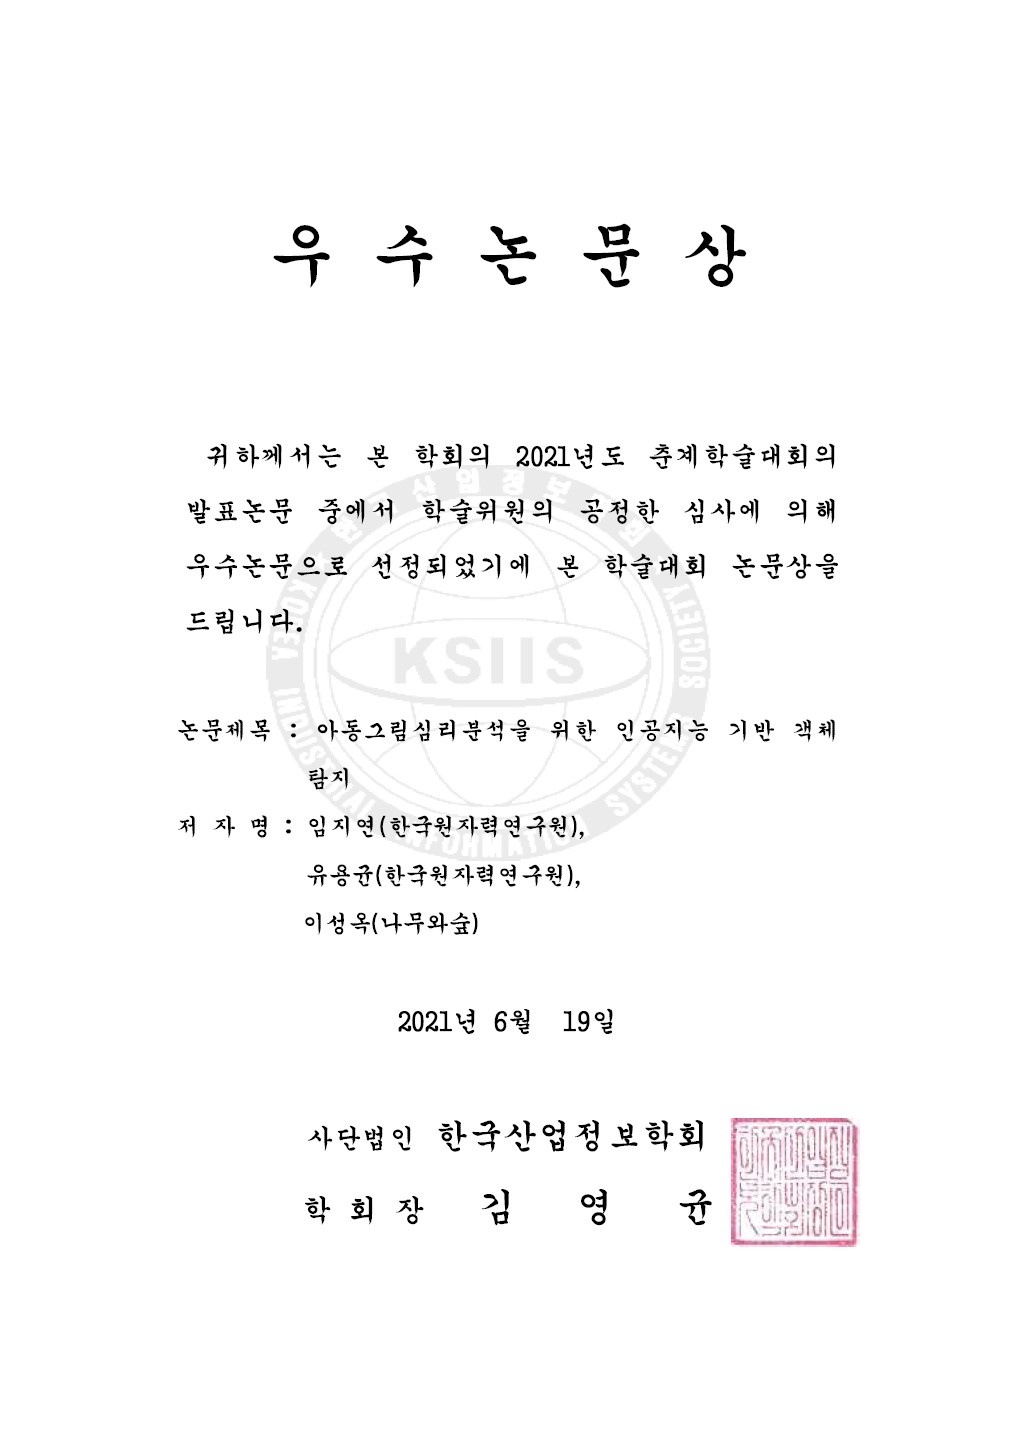 우 수 논 문 상
귀하께서는 본 학회의 2021년도 춘계학술대회의
발표논문 중에서 학술위원의 공정한 심사에 의해
우수논문으로 선정되었기에 본 학술대회 논문상을
드립니다.
KSIIS
논문제목 : 아동그림심리분석을 위한 인공지능 기반 객체
탐지
저 자 명 : 임지연(한국원자력연구원),
유용균(한국원자력연구원),
이성옥(나무와숲)
2021년 6월 19일
사단법인 한국산업정보학회
학 회 장 김 영 균